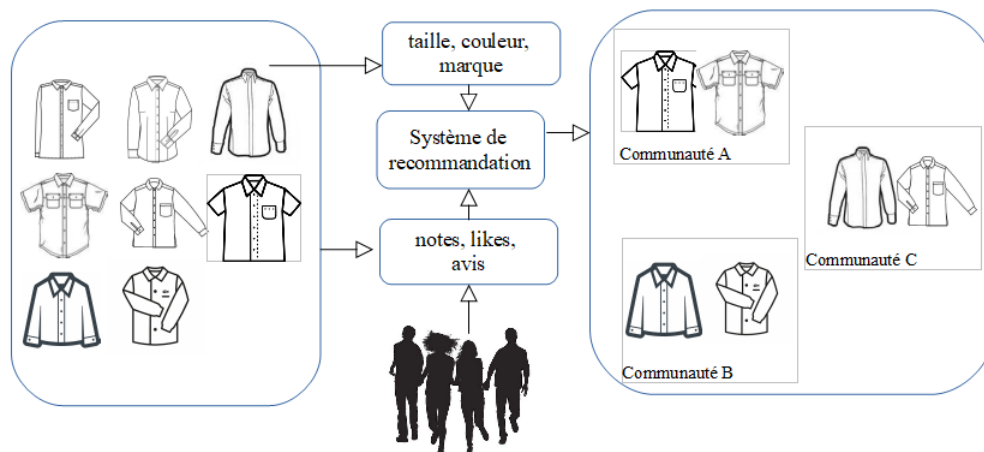 taille, couleur,
marque
Système de
recommandation
notes, likes,
avis
Communauté A
Communauté C
Communauté B